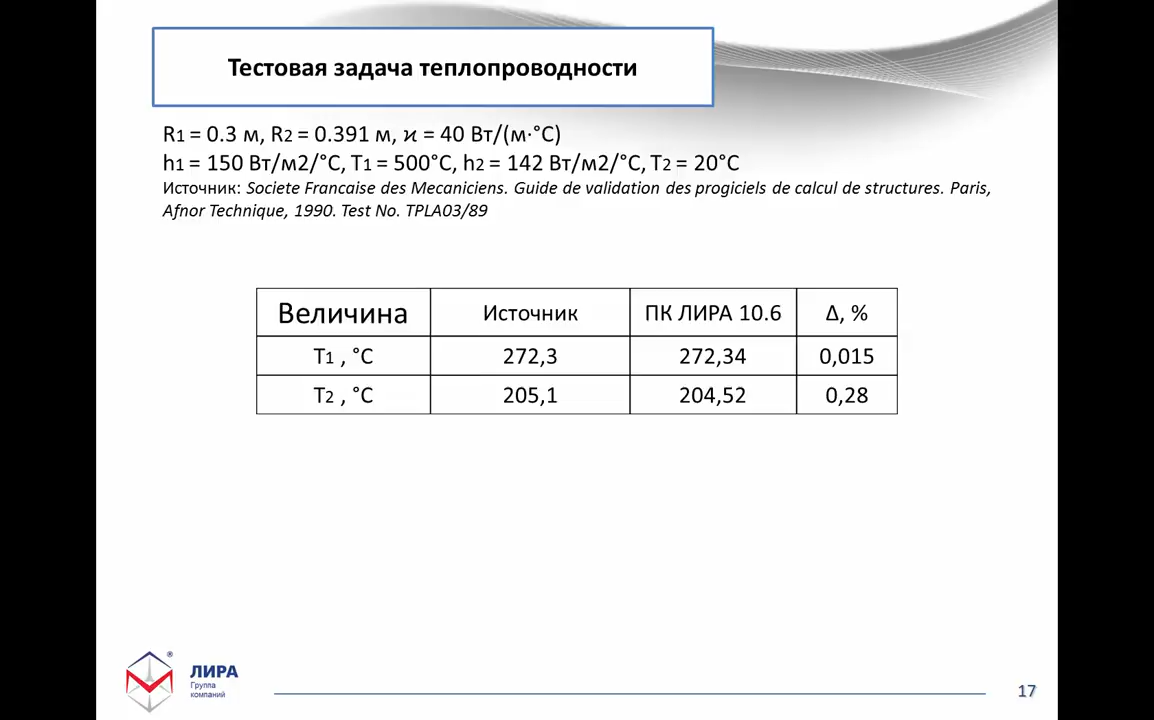 Тестовая задача теплопроводности
R1 = 0.3 м, R2 = 0.391 м, ϰ = 40 Вт/(м·°C)
h1 = 150 Вт/м2/°C, T1 = 500°C, h2 = 142 Вт/м2/°C, T2 = 20°C
Источник: Societe Francaise des Mecaniciens. Guide de validation des progiciels de calcul de structures. Paris,
Afnor Technique, 1990. Test No. TPLA03/89
Величина Источник ПК ЛИРА 10.6 Δ, %
T1 , °C 272,3 272,34 0,015
T2 , °C 205,1 204,52 0,28
®
ЛИРА
Группа
компаний
17